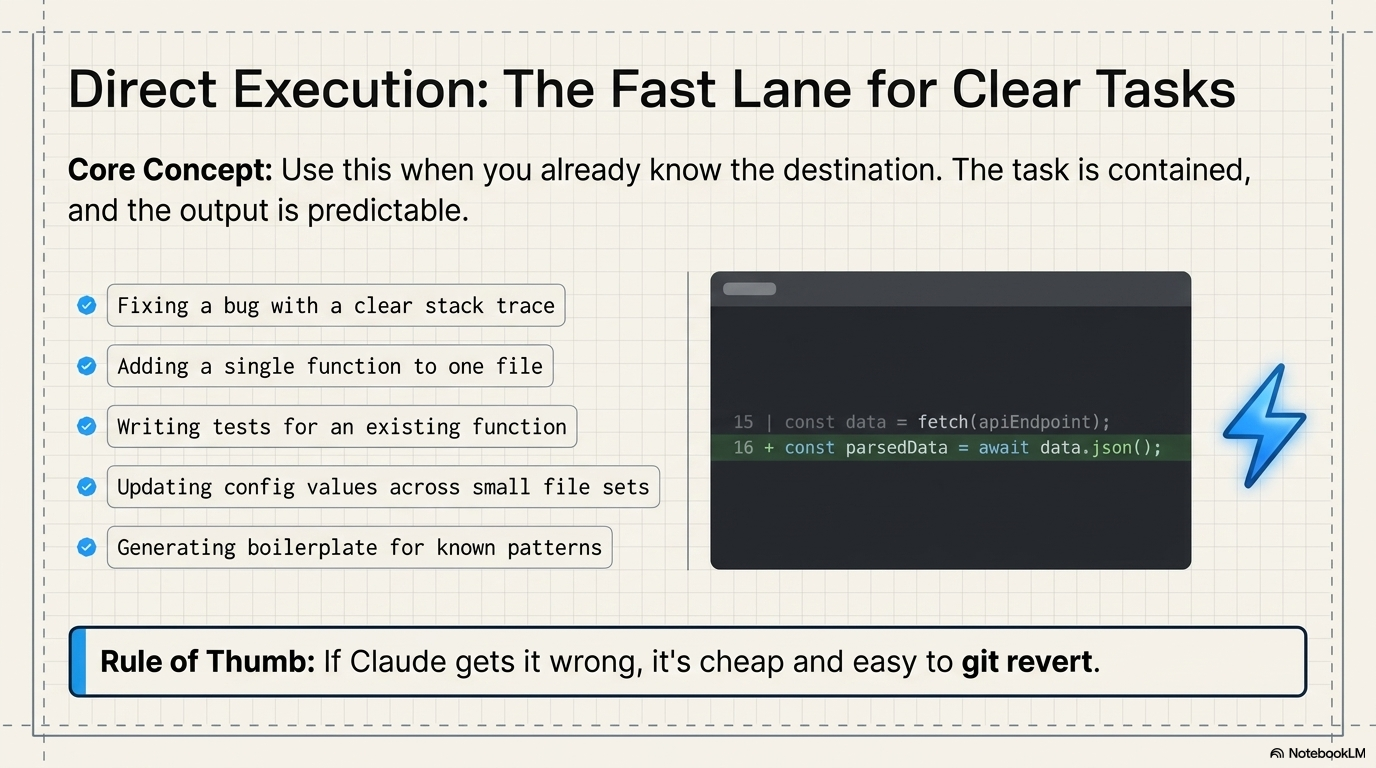 Direct Execution: The Fast Lane for Clear Tasks
Core Concept: Use this when you already know the destination. The task is contained,
and the output is predictable.
Fixing a bug with a clear stack trace
Adding a single function to one file
Writing tests for an existing function
Updating config values across small file sets
Generating boilerplate for known patterns
15 | const data = fetch(apiEndpoint);
16 + const parsedData = await data.json();
Rule of Thumb: If Claude gets it wrong, it's cheap and easy to git revert.
NotebookLM